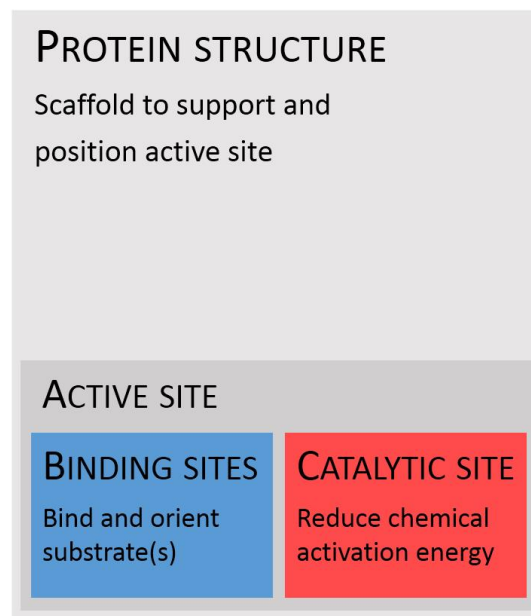 PROTEIN STRUCTURE
Scaffold to support and
position active site
ACTIVE SITE
BINDING SITES
Bind and orient
substrate(s)
CATALYTIC SITE
Reduce chemical
activation energy